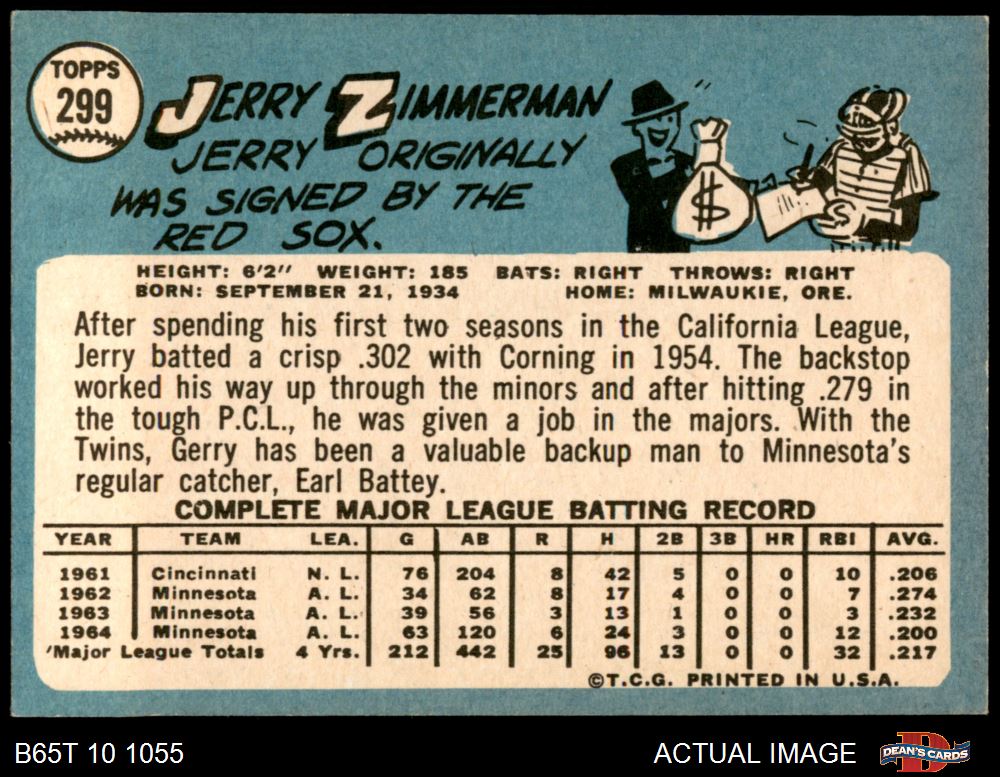 TOPPS
299
JERRY ZIMMERMAN
JERRY ORIGINALLY
WAS SIGNED BY THE
RED SOX.
$
HEIGHT: 6'2" WEIGHT: 185 BATS: RIGHT THROWS: RIGHT
BORN: SEPTEMBER 21, 1934 HOME: MILWAUKIE, ORE.
After spending his first two seasons in the California League,
Jerry batted a crisp .302 with Corning in 1954. The backstop
worked his way up through the minors and after hitting .279 in
the tough P.C.L., he was given a job in the majors. With the
Twins, Gerry has been a valuable backup man to Minnesota's
regular catcher, Earl Battey.
COMPLETE MAJOR LEAGUE BATTING RECORD
YEAR TEAM LEA. G AB R H 2B 3B HR RBI AVG.
1961 Cincinnati N. L. 76 204 8 42 5 0 0 10 .206
1962 Minnesota A. L. 34 62 8 17 4 0 0 7 .274
1963 Minnesota A. L. 39 56 3 13 1 0 0 3 .232
1964 Minnesota A. L. 63 120 6 24 3 0 0 12 .200
Major League Totals 4 Yrs. 212 442 25 96 13 0 0 32 .217
©T.C.G. PRINTED IN U.S.A.
B65T 10 1055 ACTUAL IMAGE DEAN'S CARDS